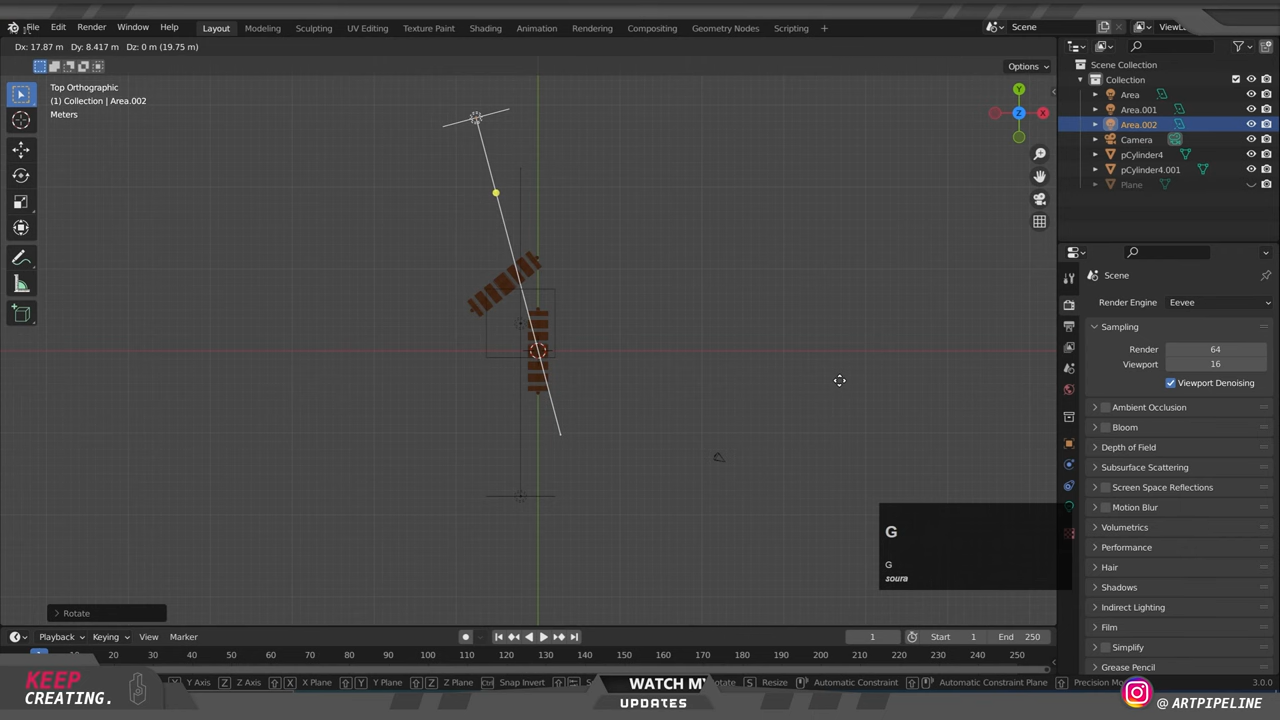 File Edit Render Window Help Layout Modeling Sculpting UV Editing Texture Paint Shading Animation Rendering Compositing Geometry Nodes Scripting + Scene
Dx: 17.87 m Dy: 8.417 m Dz: 0 m (19.75 m)
Options
Top Orthographic
(1) Collection | Area.002
Meters
Y
Z
X
Scene Collection
Collection
Area
Area.001
Area.002
Camera
pCylinder4
pCylinder4.001
Plane
Scene
Render Engine Eevee
Sampling
Render 64
Viewport 16
Viewport Denoising
Ambient Occlusion
Bloom
Depth of Field
Subsurface Scattering
Screen Space Reflections
Motion Blur
Volumetrics
Performance
Hair
Shadows
Indirect Lighting
Film
Simplify
Grease Pencil
G
G
soura
Rotate
Playback Keying View Marker 1 Start 1 End 250
20 30 40 50 60 70 80 90 100 110 120 130 140 150 160 170 180 190 200 210 220 230 240 250
Y Axis Z Z Axis X X Plane Y Y Plane Z Z Plane Snap Invert S Resize Automatic Constraint Automatic Constraint Plane 3.0.0
KEEP
CREATING.
WATCH M
UPDATES
@ ARTPIPELINE